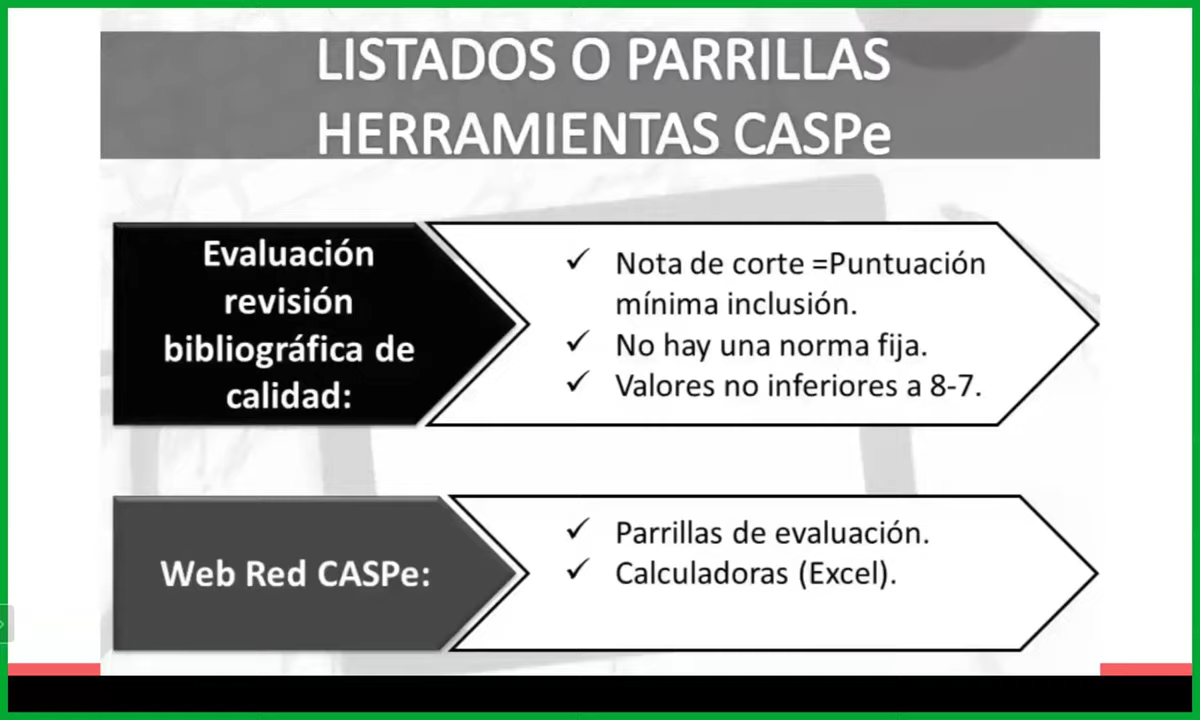 LISTADOS O PARRILLAS
HERRAMIENTAS CASPe
Evaluación
revisión
bibliográfica de
calidad:
✓ Nota de corte =Puntuación
mínima inclusión.
✓ No hay una norma fija.
✓ Valores no inferiores a 8-7.
Web Red CASPe:
✓ Parrillas de evaluación.
✓ Calculadoras (Excel).